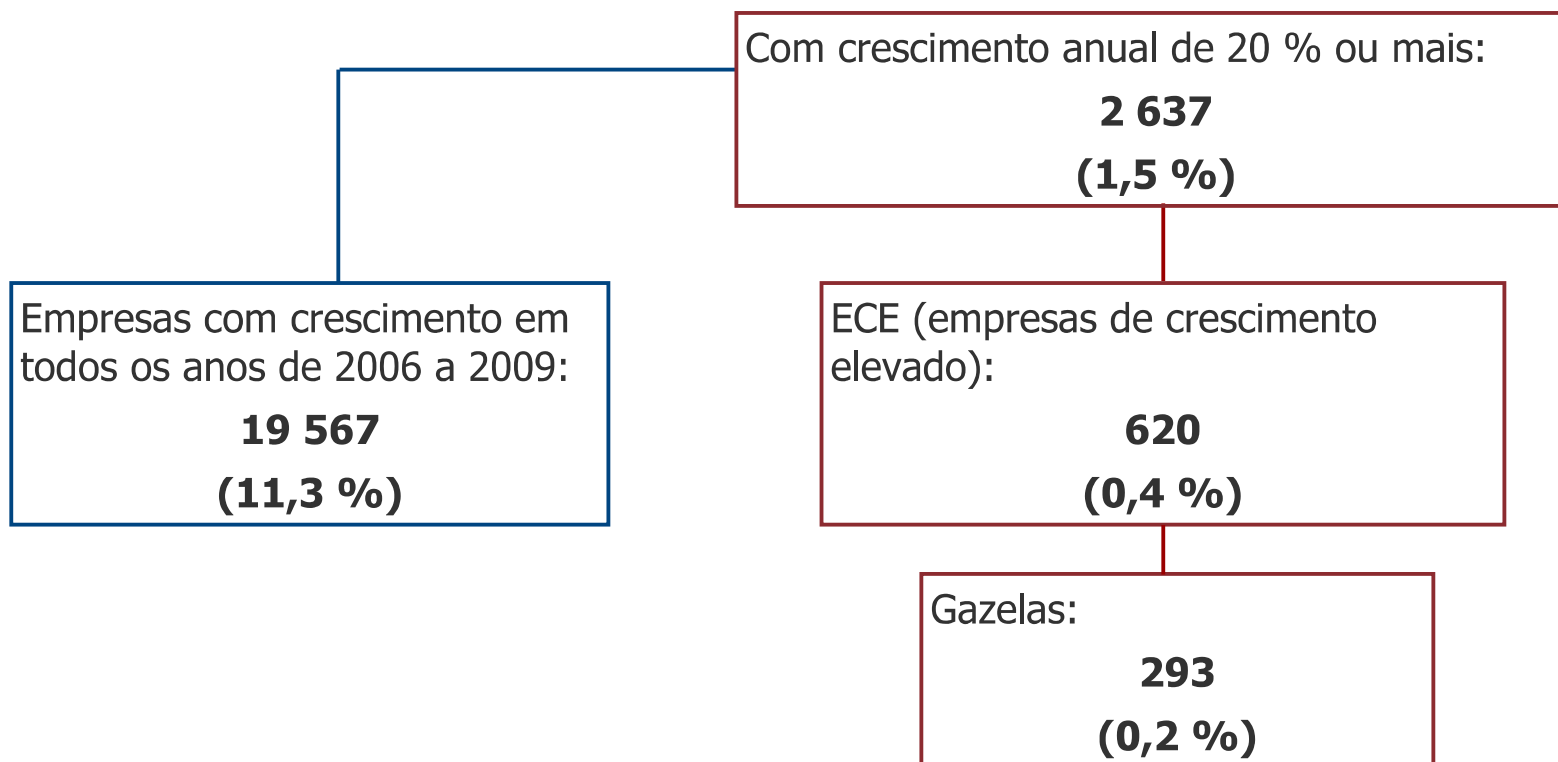 Com crescimento anual de 20 % ou mais:
2 637
(1,5 %)
Empresas com crescimento em
todos os anos de 2006 a 2009:
19 567
(11,3 %)
ECE (empresas de crescimento
elevado):
620
(0,4 %)
Gazelas:
293
(0,2 %)